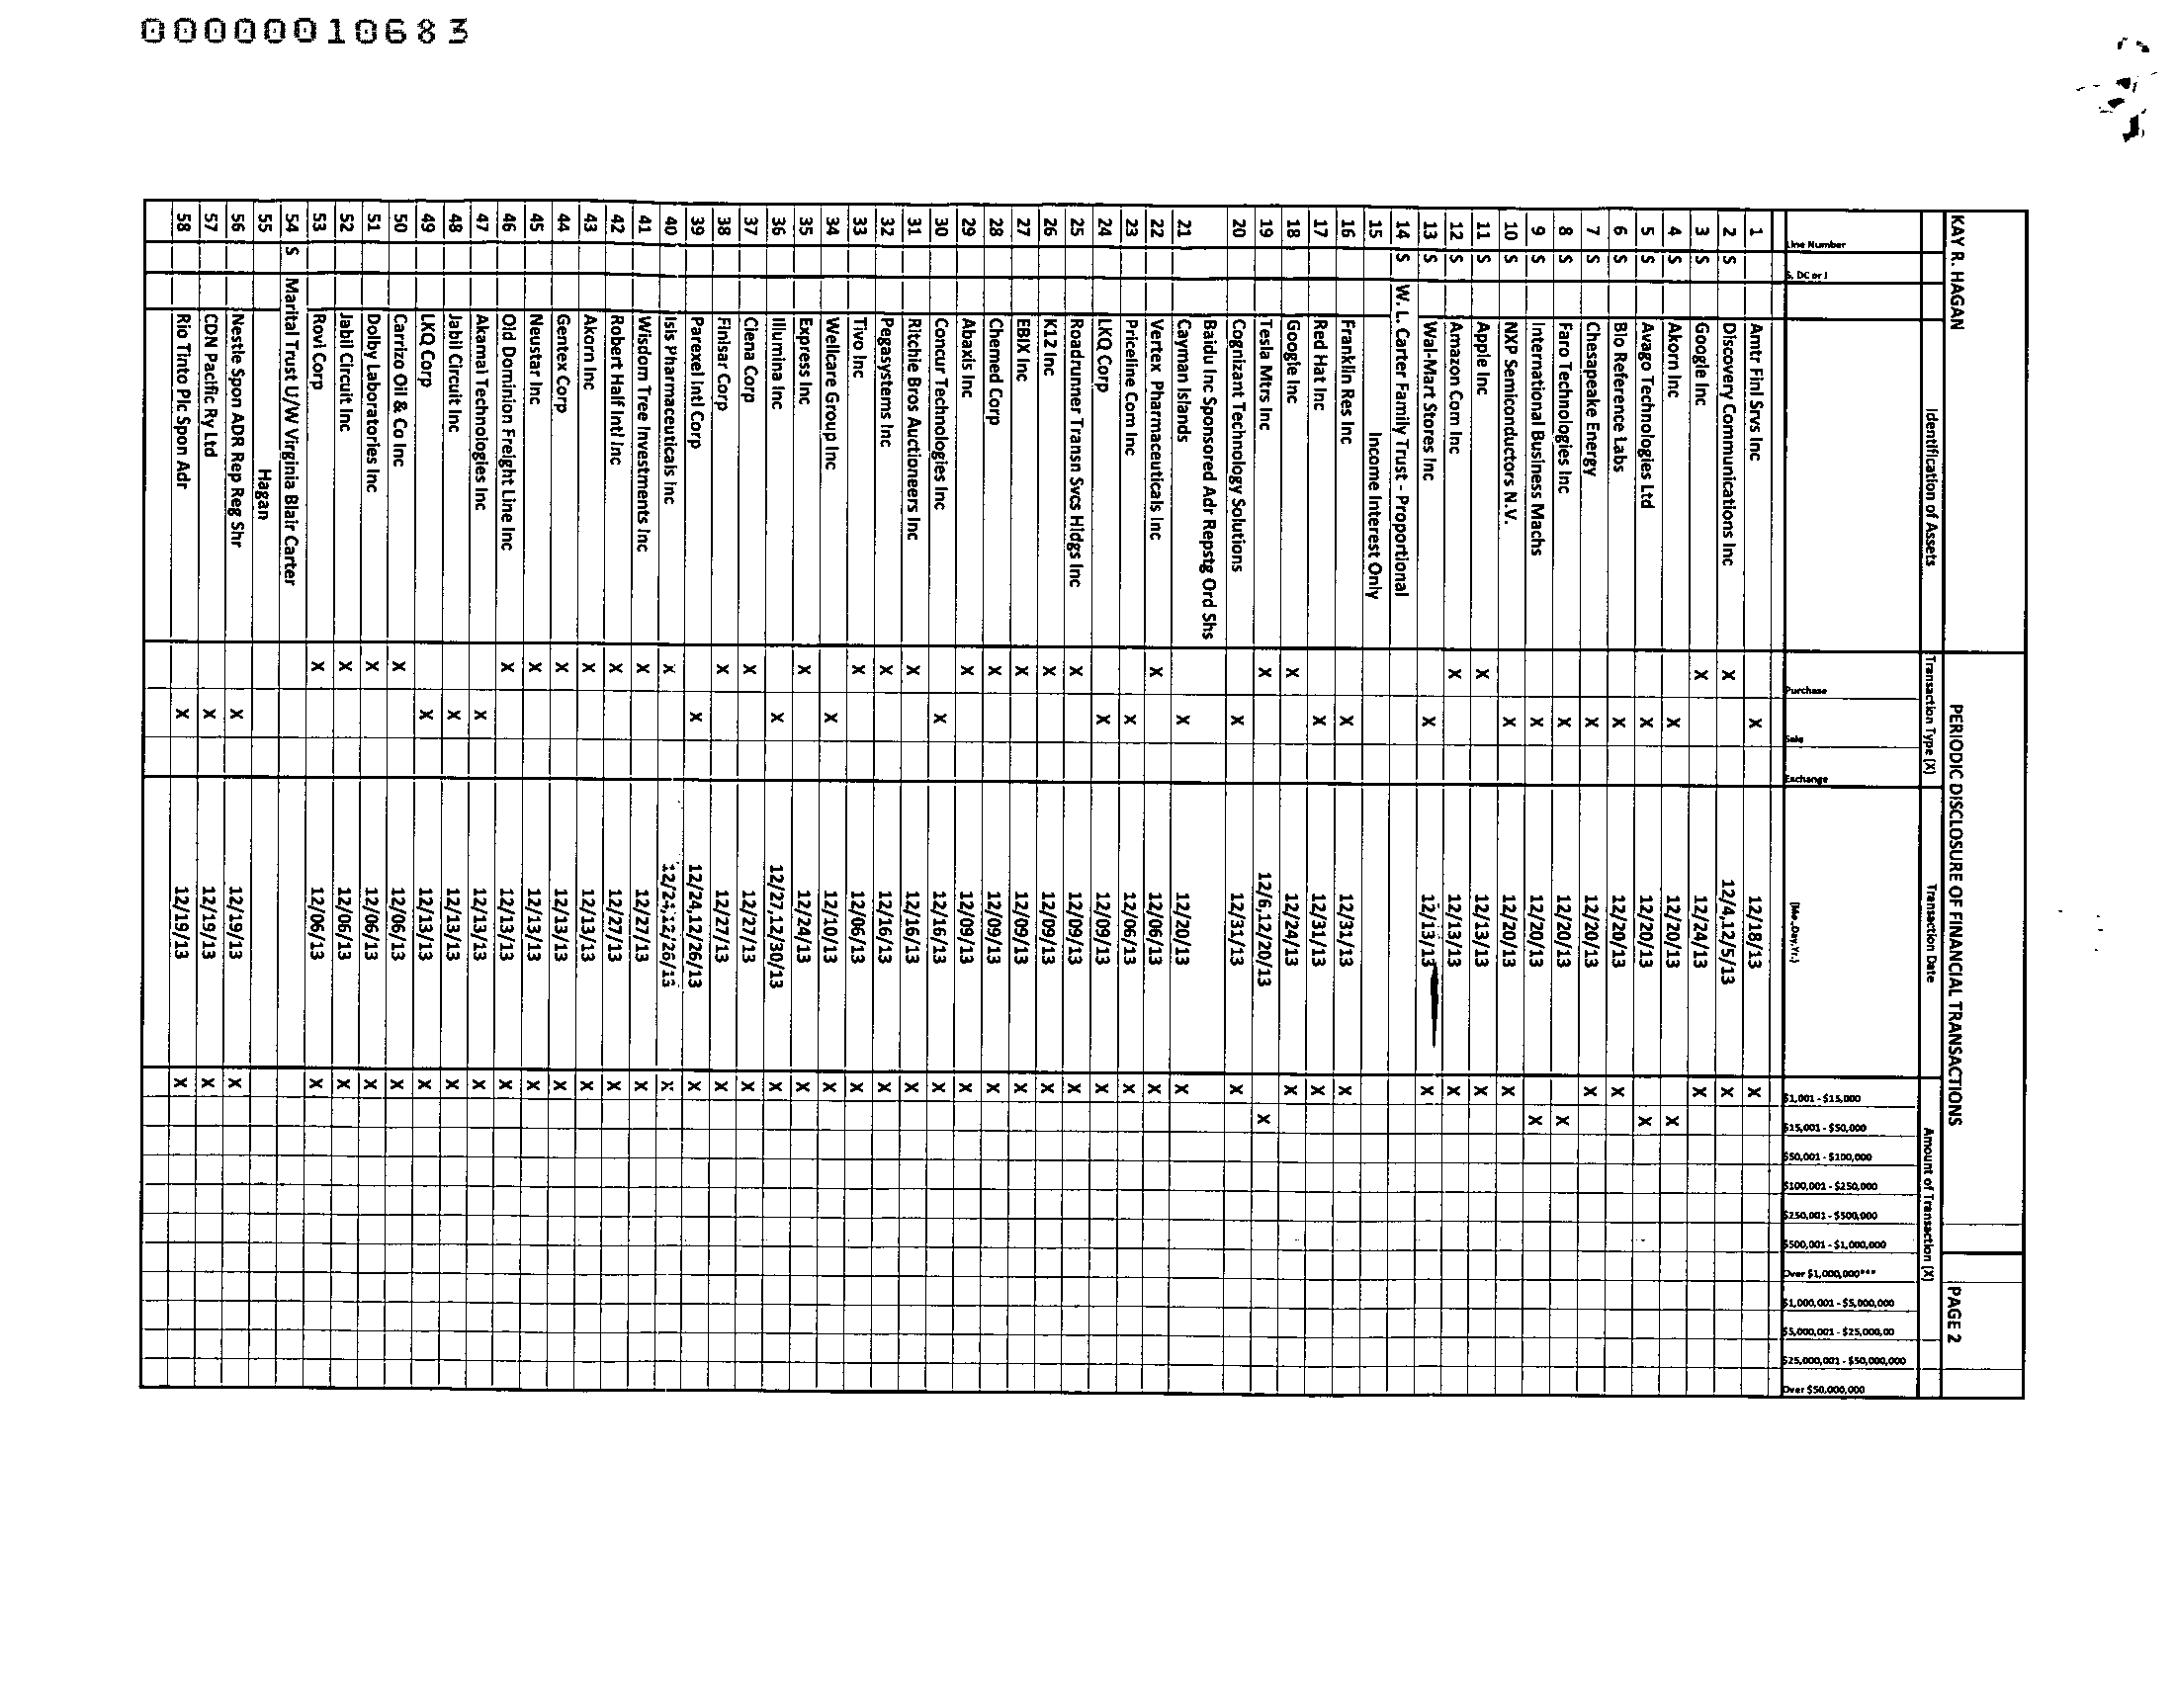 00000010683
KAY R. HAGAN PERIODIC DISCLOSURE OF FINANCIAL TRANSACTIONS PAGE 2
Identification of Assets Transaction Type (X) Transaction Date Amount of Transaction (X)
Line Number S, DC or J Purchase Sale Exchange (Mo.,Day,Yr.) $1,001 - $15,000 $15,001 - $50,000 $50,001 - $100,000 $100,001 - $250,000 $250,001 - $500,000 $500,001 - $1,000,000 Over $1,000,000*** $1,000,001 - $5,000,000 $5,000,001 - $25,000,00 $25,000,001 - $50,000,000 Over $50,000,000
1 Amtr Finl Srvs Inc X 12/18/13 X
2 S Discovery Communications Inc X 12/4,12/5/13 X
3 S Google Inc X 12/24/13 X
4 S Akorn Inc X 12/20/13 X
5 S Avago Technologies Ltd X 12/20/13 X
6 S Bio Reference Labs X 12/20/13 X
7 S Chesapeake Energy X 12/20/13 X
8 S Faro Technologies Inc X 12/20/13 X
9 S International Business Machs X 12/20/13 X
10 S NXP Semiconductors N.V. X 12/20/13 X
11 S Apple Inc X 12/13/13 X
12 S Amazon Com Inc X 12/13/13 X
13 S Wal-Mart Stores Inc X 12/13/13 X
14 S W. L. Carter Family Trust - Proportional
15 Income Interest Only
16 Franklin Res Inc X 12/31/13 X
17 Red Hat Inc X 12/31/13 X
18 Google Inc X 12/24/13 X
19 Tesla Mtrs Inc X 12/6,12/20/13 X
20 Cognizant Technology Solutions X 12/31/13 X
Baidu Inc Sponsored Adr Repstg Ord Shs
21 Cayman Islands X 12/20/13 X
22 Vertex Pharmaceuticals Inc X 12/06/13 X
23 Priceline Com Inc X 12/06/13 X
24 LKQ Corp X 12/09/13 X
25 Roadrunner Transn Svcs Hldgs Inc X 12/09/13 X
26 K12 Inc X 12/09/13 X
27 EBIX Inc X 12/09/13 X
28 Chemed Corp X 12/09/13 X
29 Abaxis Inc X 12/09/13 X
30 Concur Technologies Inc X 12/16/13 X
31 Ritchie Bros Auctioneers Inc X 12/16/13 X
32 Pegasystems Inc X 12/16/13 X
33 Tivo Inc X 12/06/13 X
34 Wellcare Group Inc X 12/10/13 X
35 Express Inc X 12/24/13 X
36 Illumina Inc X 12/27,12/30/13 X
37 Ciena Corp X 12/27/13 X
38 Finisar Corp X 12/27/13 X
39 Parexel Intl Corp X 12/24,12/26/13 X
40 Isis Pharmaceuticals Inc X 12/24,12/26/13 X
41 Wisdom Tree Investments Inc X 12/27/13 X
42 Robert Half Intl Inc X 12/27/13 X
43 Akorn Inc X 12/13/13 X
44 Gentex Corp X 12/13/13 X
45 Neustar Inc X 12/13/13 X
46 Old Dominion Freight Line Inc X 12/13/13 X
47 Akamai Technologies Inc X 12/13/13 X
48 Jabil Circuit Inc X 12/13/13 X
49 LKQ Corp X 12/13/13 X
50 Carrizo Oil & Co Inc X 12/06/13 X
51 Dolby Laboratories Inc X 12/06/13 X
52 Jabil Circuit Inc X 12/06/13 X
53 Rovi Corp X 12/06/13 X
54 S Marital Trust U/W Virginia Blair Carter
55 Hagan
56 Nestle Spon ADR Rep Reg Shr X 12/19/13 X
57 CDN Pacific Ry Ltd X 12/19/13 X
58 Rio Tinto Plc Spon Adr X 12/19/13 X